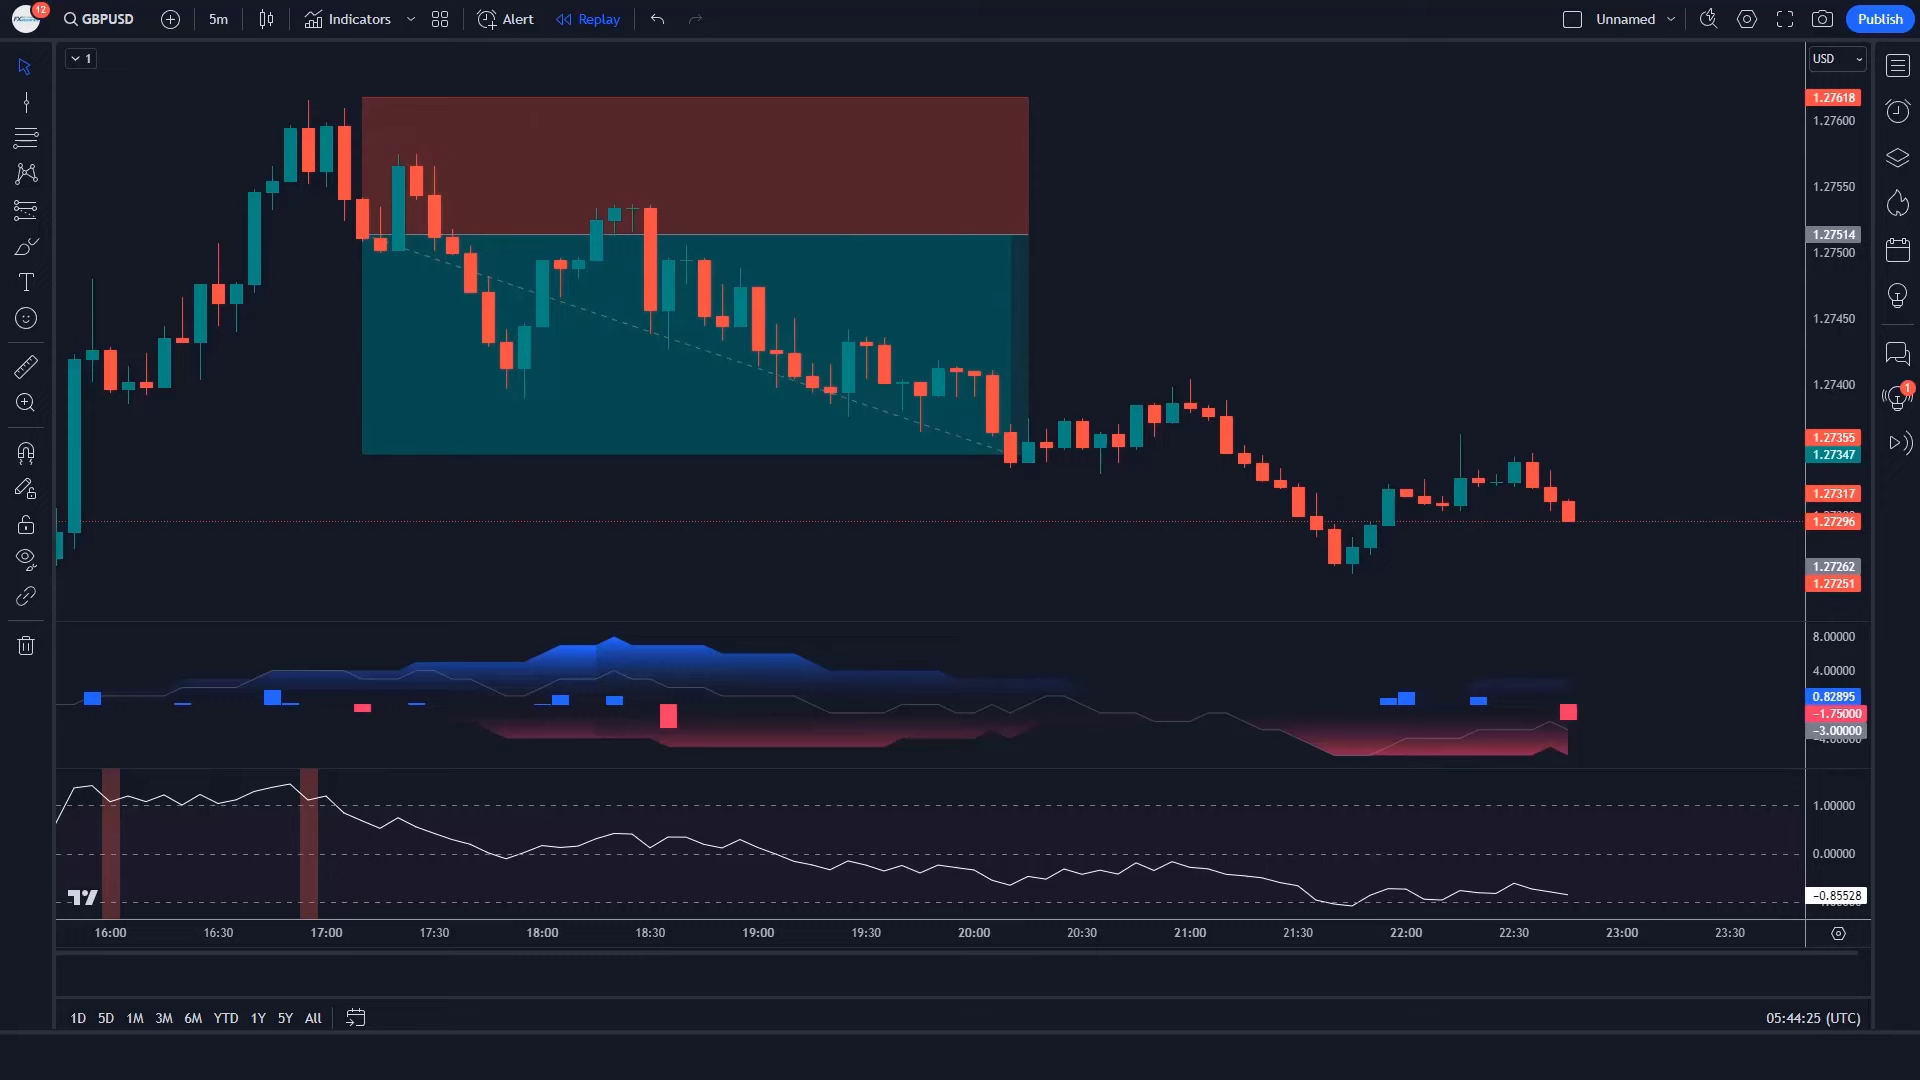 12
GBPUSD
5m
Indicators
Alert
Replay
Unnamed
Publish
1
USD
1.27618
1.27600
1.27550
1.27514
1.27500
1.27450
1.27400
1.27355
1.27347
1.27317
1.27296
1.27262
1.27251
1
8.00000
4.00000
0.82895
−1.75000
−3.00000
−4.00000
1.00000
0.00000
−0.85528
16:00 16:30 17:00 17:30 18:00 18:30 19:00 19:30 20:00 20:30 21:00 21:30 22:00 22:30 23:00 23:30
1D 5D 1M 3M 6M YTD 1Y 5Y All
05:44:25 (UTC)